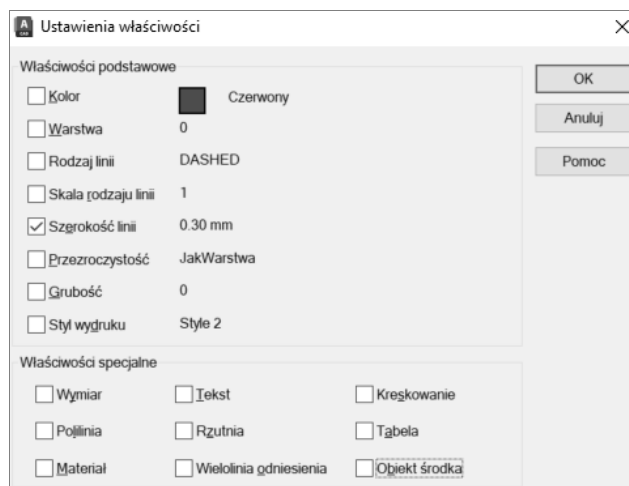 A CAD Ustawienia właściwości
Właściwości podstawowe
Kolor Czerwony
Warstwa 0
Rodzaj linii DASHED
Skala rodzaju linii 1
Szerokość linii 0.30 mm
Przezroczystość JakWarstwa
Grubość 0
Styl wydruku Style 2
OK
Anuluj
Pomoc
Właściwości specjalne
Wymiar Tekst Kreskowanie
Polilinia Rzutnia Tabela
Materiał Wielolinia odniesienia Obiekt środka